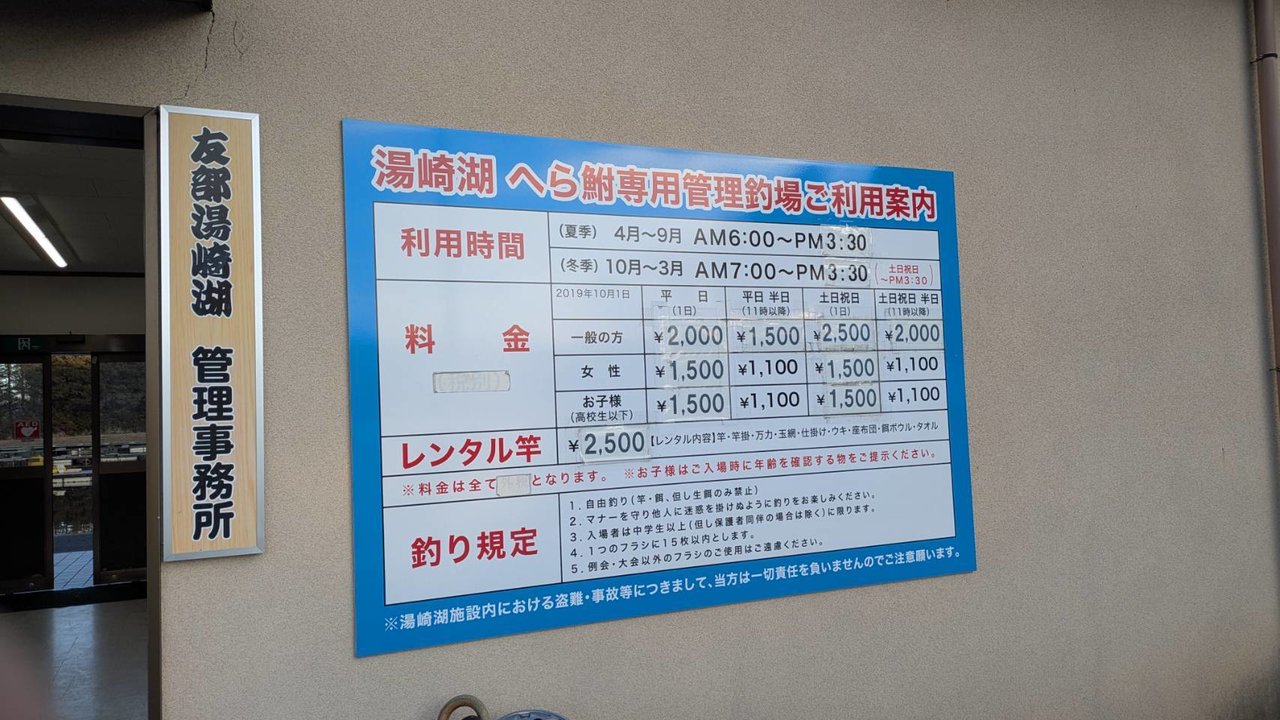 友部湯崎湖 管理事務所
湯崎湖 へら鮒専用管理釣場ご利用案内
利用時間
(夏季) 4月～9月 AM6:00～PM3:30
(冬季) 10月～3月 AM7:00～PM3:30 (土日祝日 ～PM3:30)
料金
2019年10月1日 平日(1日) 平日 半日(11時以降) 土日祝日(1日) 土日祝日 半日(11時以降)
一般の方 ¥2,000 ¥1,500 ¥2,500 ¥2,000
女性 ¥1,500 ¥1,100 ¥1,500 ¥1,100
お子様(高校生以下) ¥1,500 ¥1,100 ¥1,500 ¥1,100
レンタル竿 ¥2,500【レンタル内容】竿・竿掛・万力・玉網・仕掛け・ウキ・座布団・餌ボウル・タオル
※料金は全て となります。 ※お子様はご入場時に年齢を確認する物をご提示ください。
釣り規定
1. 自由釣り(竿・餌、但し生餌のみ禁止)
2. マナーを守り他人に迷惑を掛けぬように釣りをお楽しみください。
3. 入場者は中学生以上(但し保護者同伴の場合は除く)に限ります。
4. 1つのフラシに15枚以内とします。
5. 例会・大会以外のフラシのご使用はご遠慮ください。
※湯崎湖施設内における盗難・事故等につきまして、当方は一切責任を負いませんのでご注意願います。
AED